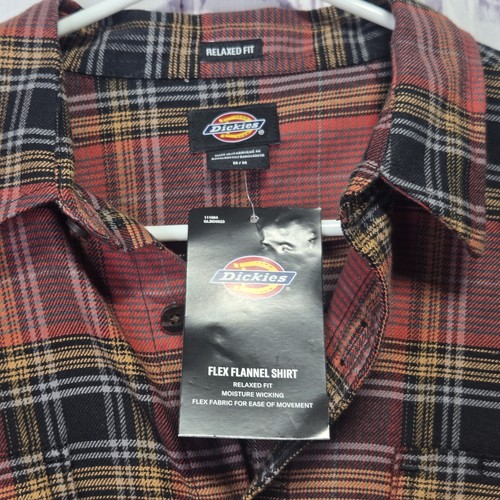 RELAXED FIT
Dickies
Dickies
FLEX FLANNEL SHIRT
RELAXED FIT
MOISTURE WICKING
FLEX FABRIC FOR EASE OF MOVEMENT